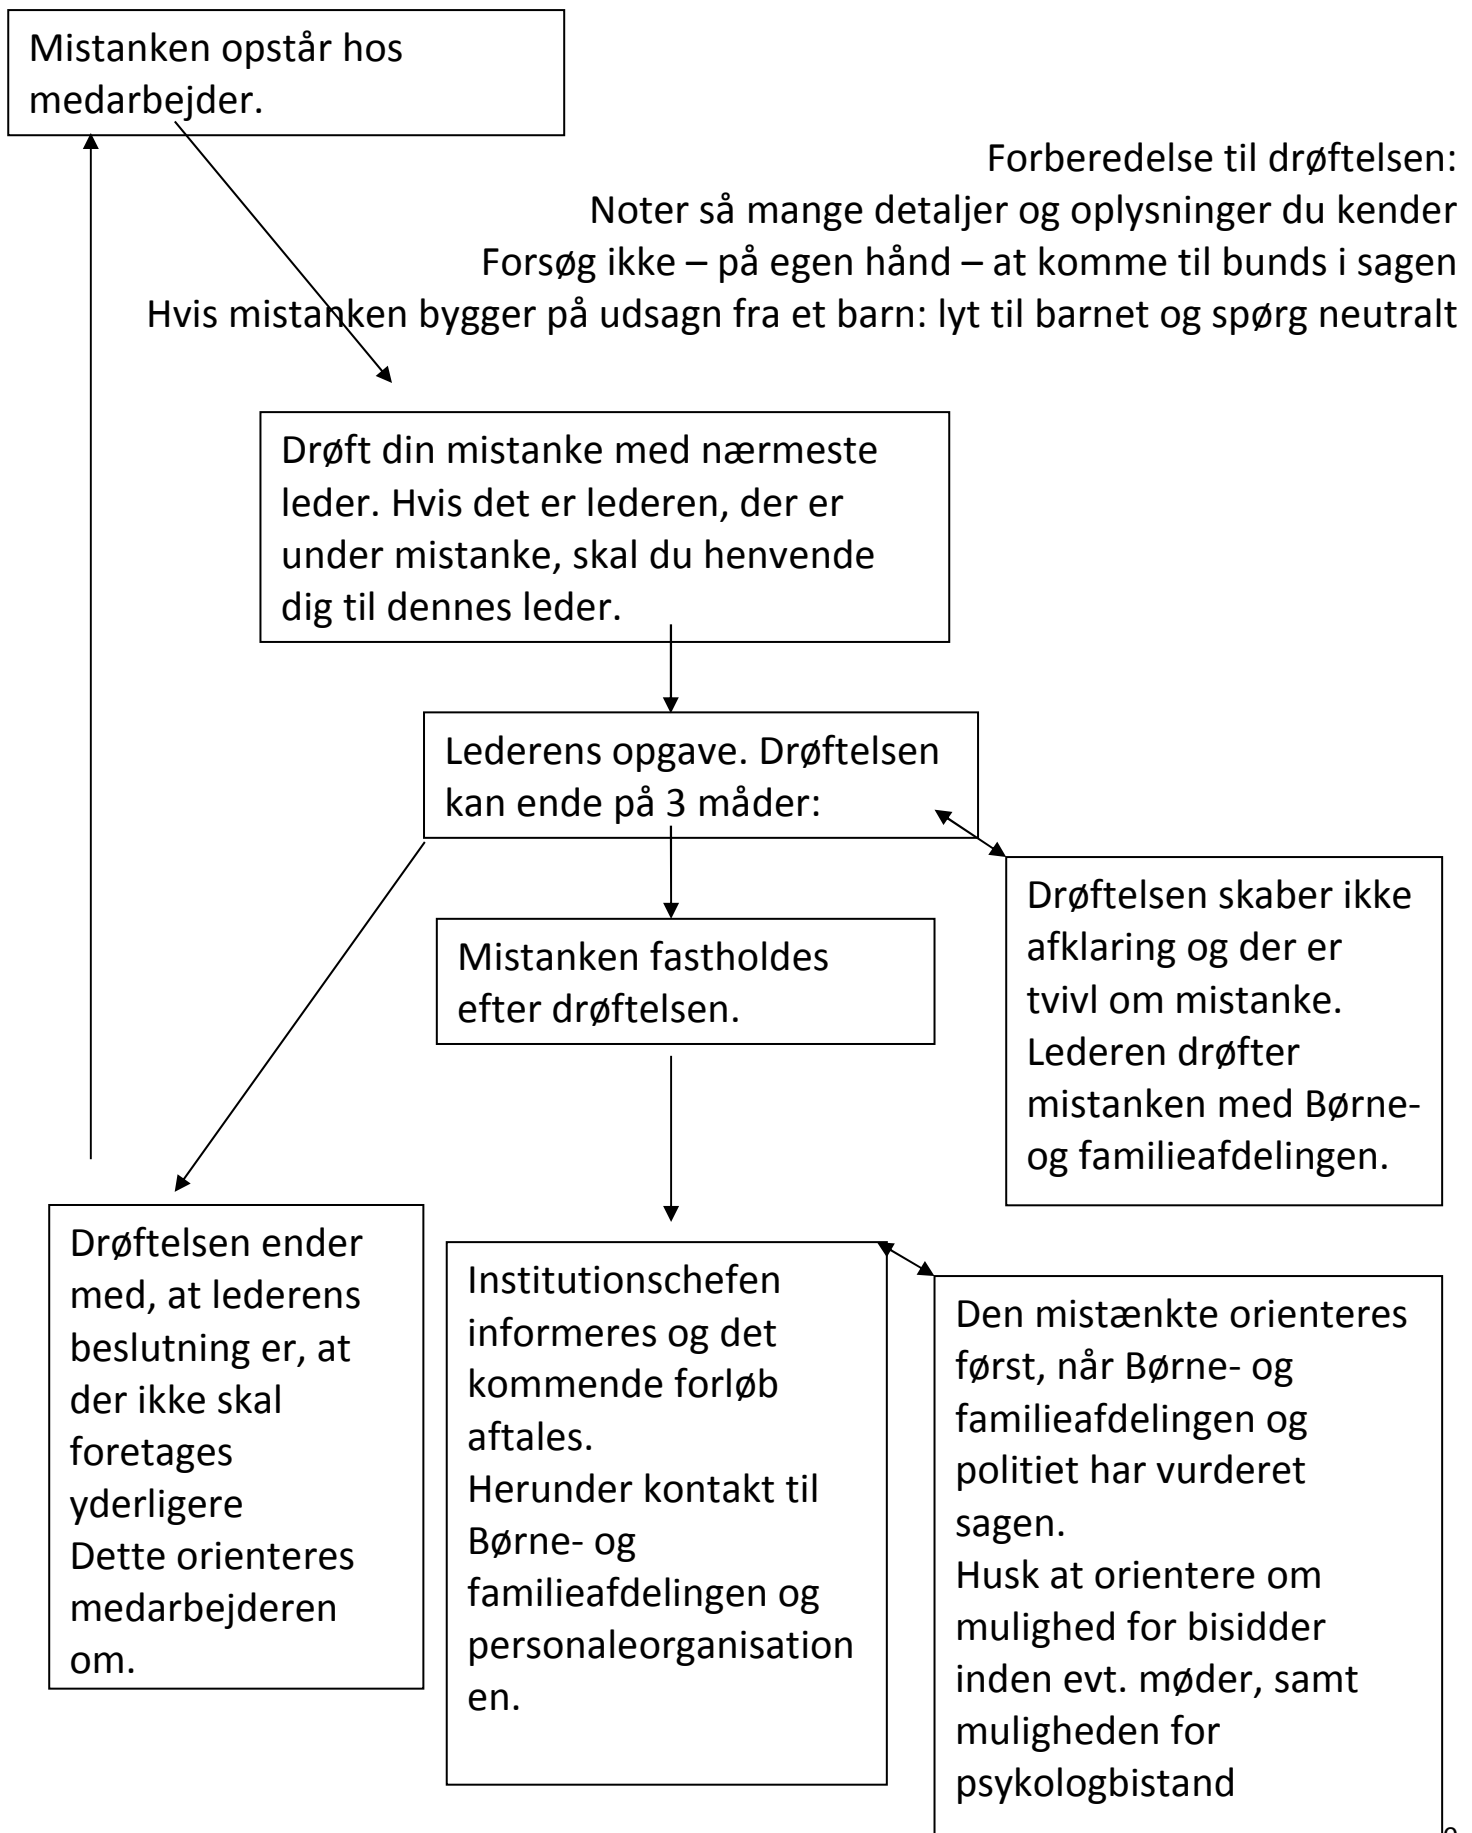 Mistanken opstår hos
medarbejder.
Forberedelse til drøftelsen:
Noter så mange detaljer og oplysninger du kender
Forsøg ikke – på egen hånd – at komme til bunds i sagen
Hvis mistanken bygger på udsagn fra et barn: lyt til barnet og spørg neutralt
Drøft din mistanke med nærmeste
leder. Hvis det er lederen, der er
under mistanke, skal du henvende
dig til dennes leder.
Lederens opgave. Drøftelsen
kan ende på 3 måder:
Drøftelsen skaber ikke
afklaring og der er
tvivl om mistanke.
Lederen drøfter
mistanken med Børne-
og familieafdelingen.
Mistanken fastholdes
efter drøftelsen.
Drøftelsen ender
med, at lederens
beslutning er, at
der ikke skal
foretages
yderligere
Dette orienteres
medarbejderen
om.
Institutionschefen
informeres og det
kommende forløb
aftales.
Herunder kontakt til
Børne- og
familieafdelingen og
personaleorganisation
en.
Den mistænkte orienteres
først, når Børne- og
familieafdelingen og
politiet har vurderet
sagen.
Husk at orientere om
mulighed for bisidder
inden evt. møder, samt
muligheden for
psykologbistand